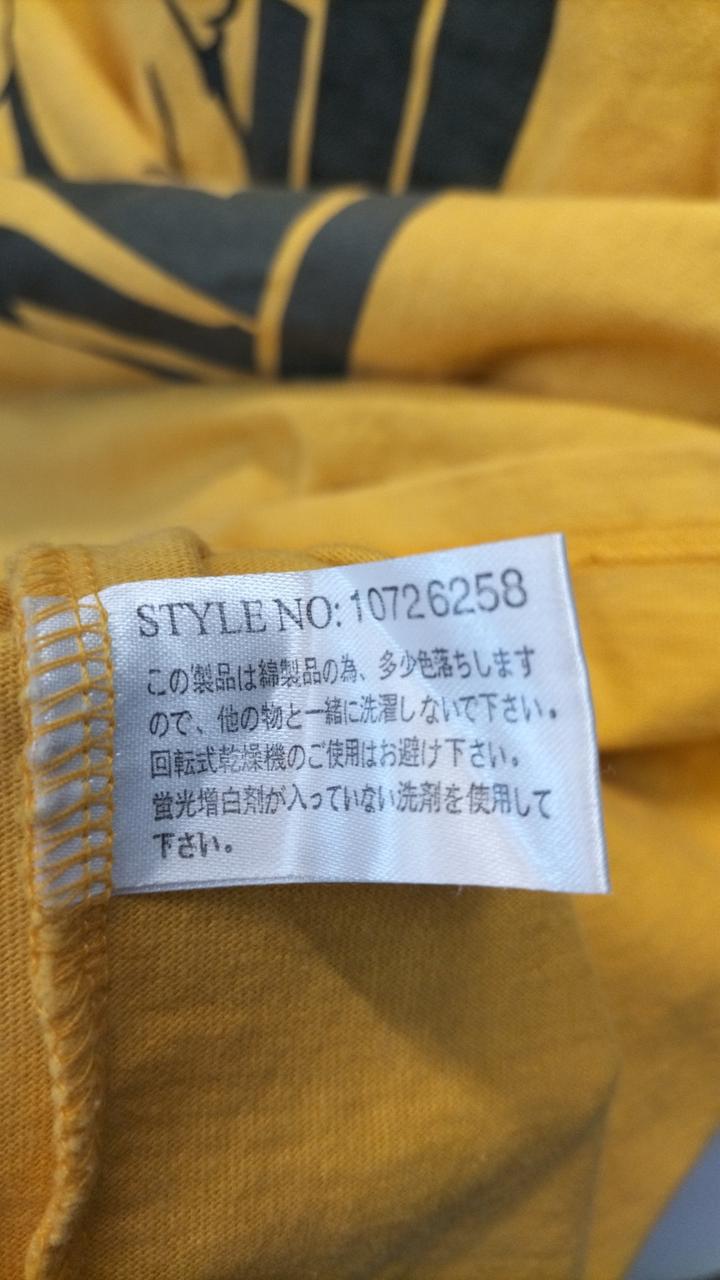 STYLE NO: 10726258
この製品は綿製品の為、多少色落ちします
ので、他の物と一緒に洗濯しないで下さい。
回転式乾燥機のご使用はお避け下さい。
蛍光増白剤が入っていない洗剤を使用して
下さい。